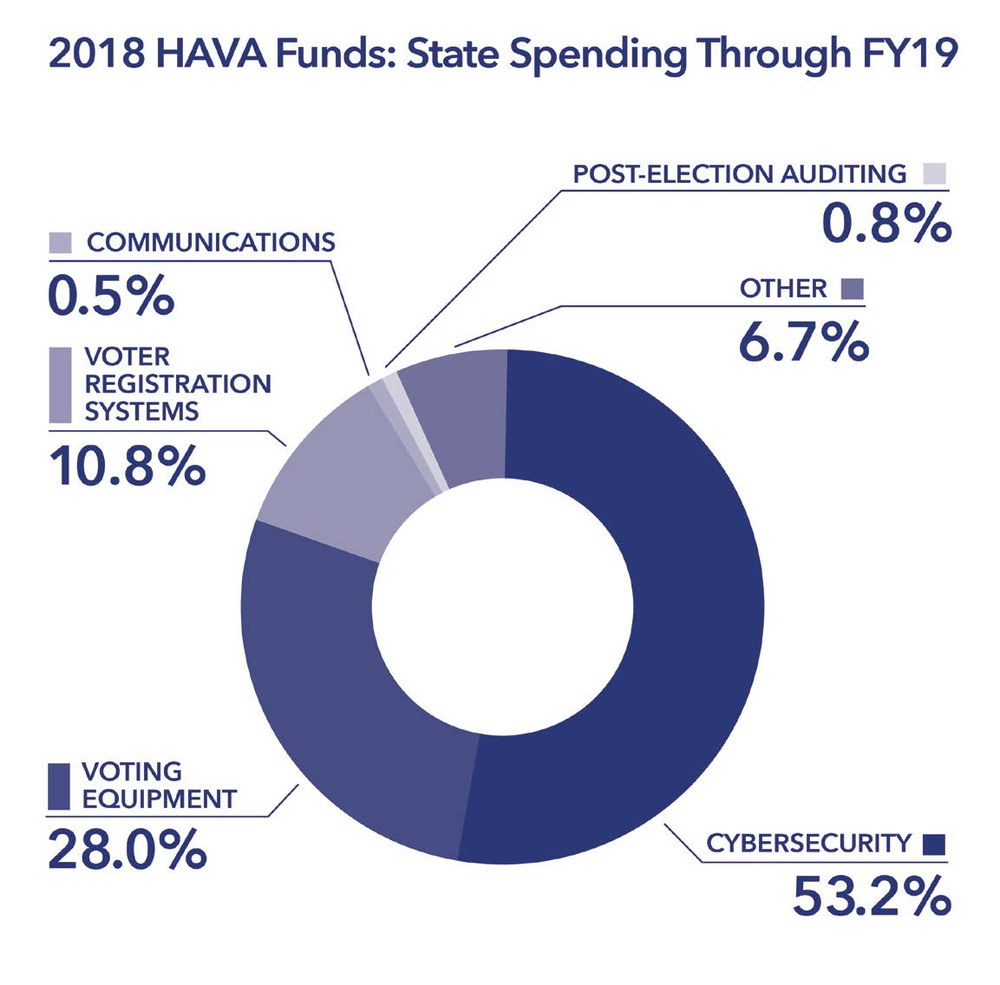 2018 HAVA Funds: State Spending Through FY19
POST-ELECTION AUDITING
0.8%
COMMUNICATIONS
0.5%
OTHER
6.7%
VOTER
REGISTRATION
SYSTEMS
10.8%
VOTING
EQUIPMENT
28.0%
CYBERSECURITY
53.2%